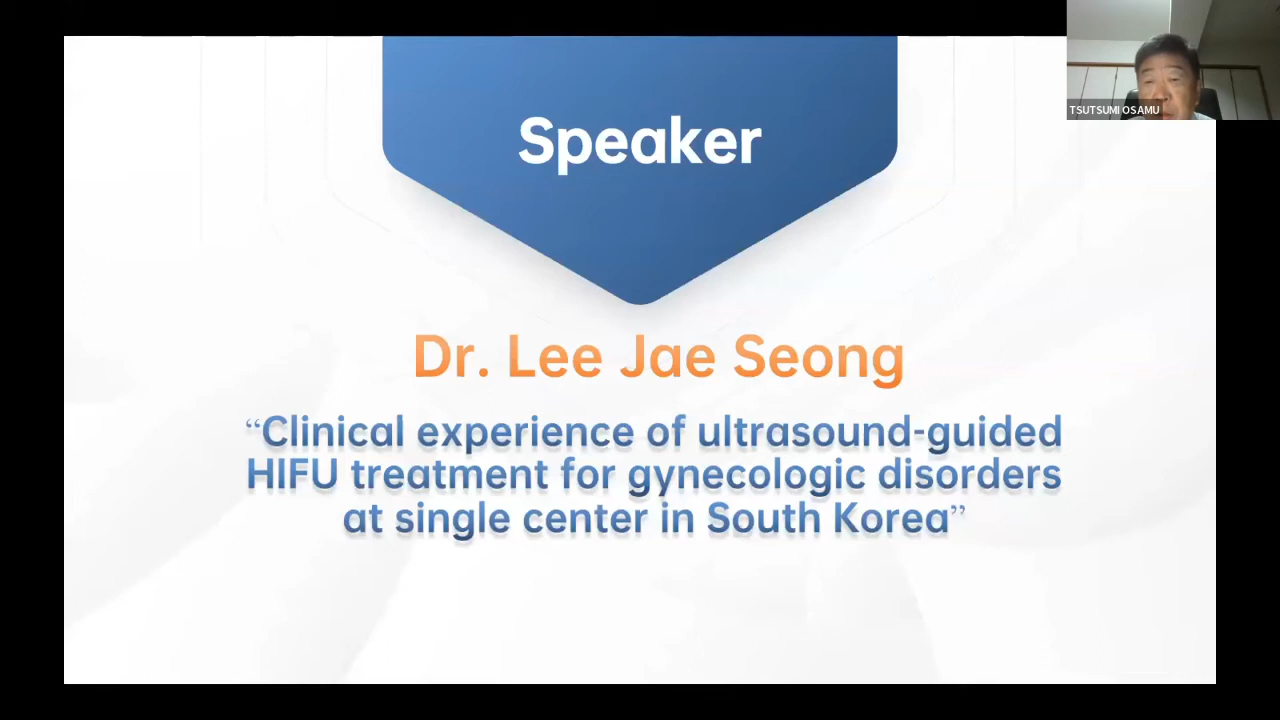 TSUTSUMI OSAMU
Speaker
Dr. Lee Jae Seong
“Clinical experience of ultrasound-guided
HIFU treatment for gynecologic disorders
at single center in South Korea”